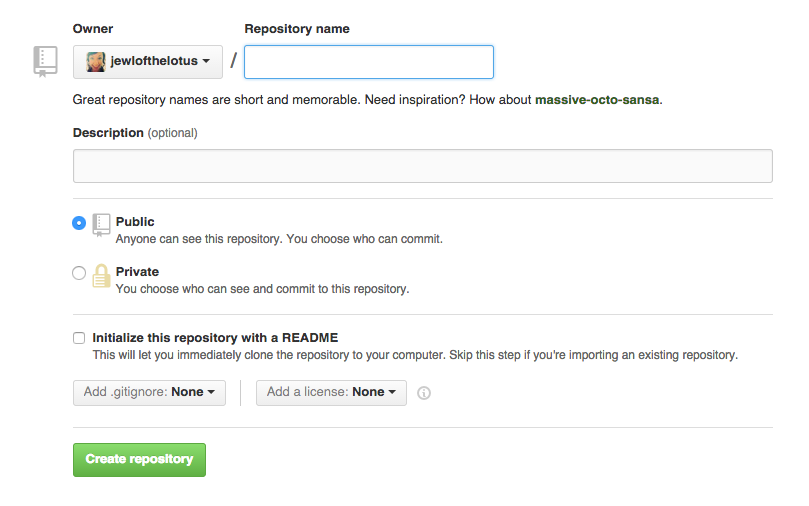 Owner Repository name
jewlofthelotus /
Great repository names are short and memorable. Need inspiration? How about massive-octo-sansa.
Description (optional)
Public
Anyone can see this repository. You choose who can commit.
Private
You choose who can see and commit to this repository.
Initialize this repository with a README
This will let you immediately clone the repository to your computer. Skip this step if you're importing an existing repository.
Add .gitignore: None Add a license: None
Create repository